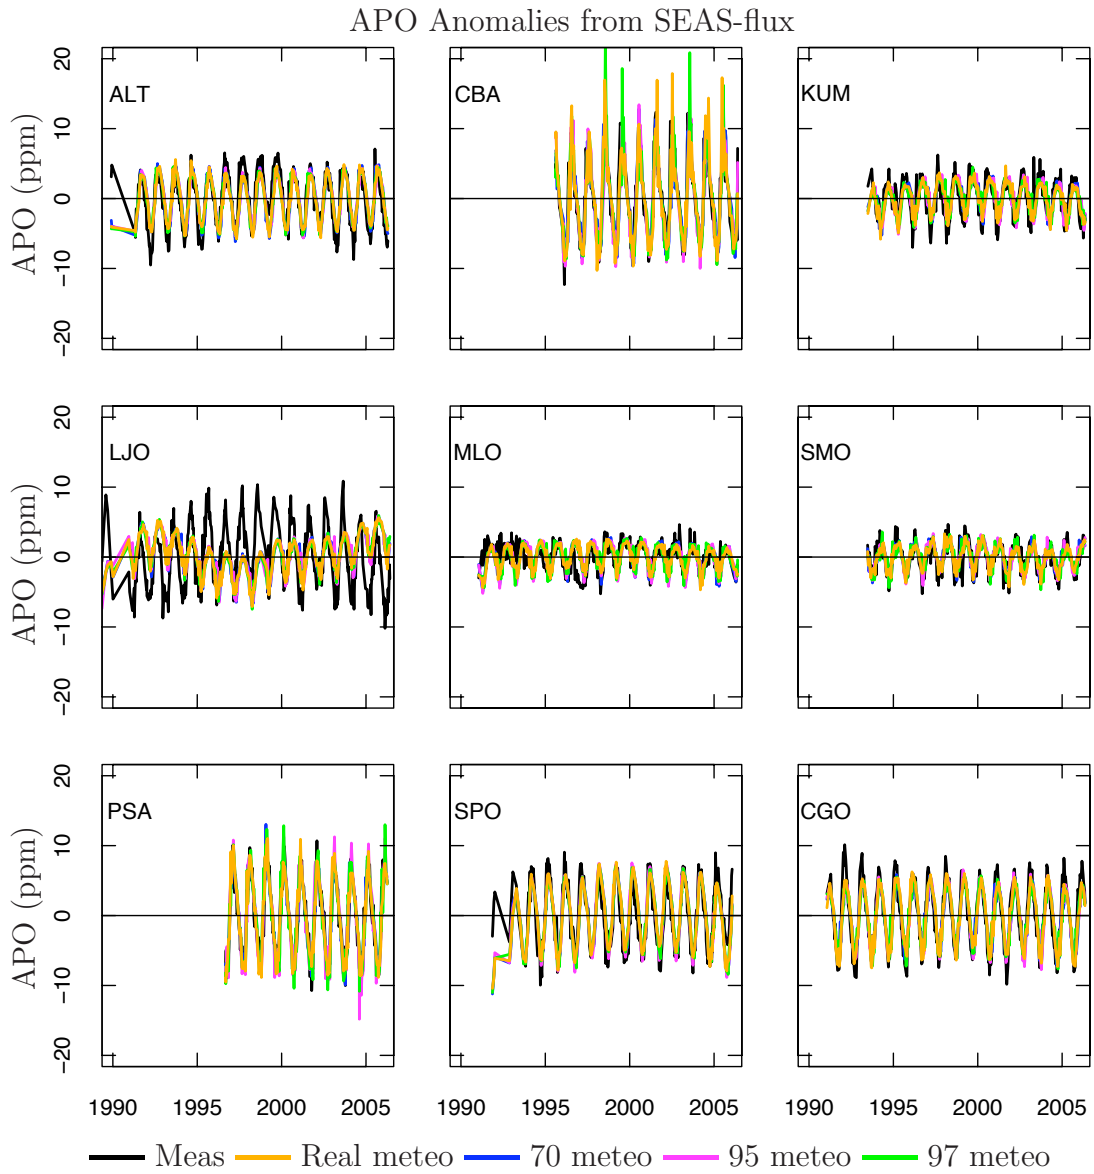 APO Anomalies from SEAS-flux
ALT CBA KUM
APO (ppm)
20
10
0
−10
−20
LJO MLO SMO
APO (ppm)
20
10
0
−10
−20
PSA SPO CGO
APO (ppm)
20
10
0
−10
−20
1990 1995 2000 2005 1990 1995 2000 2005 1990 1995 2000 2005
Meas Real meteo 70 meteo 95 meteo 97 meteo